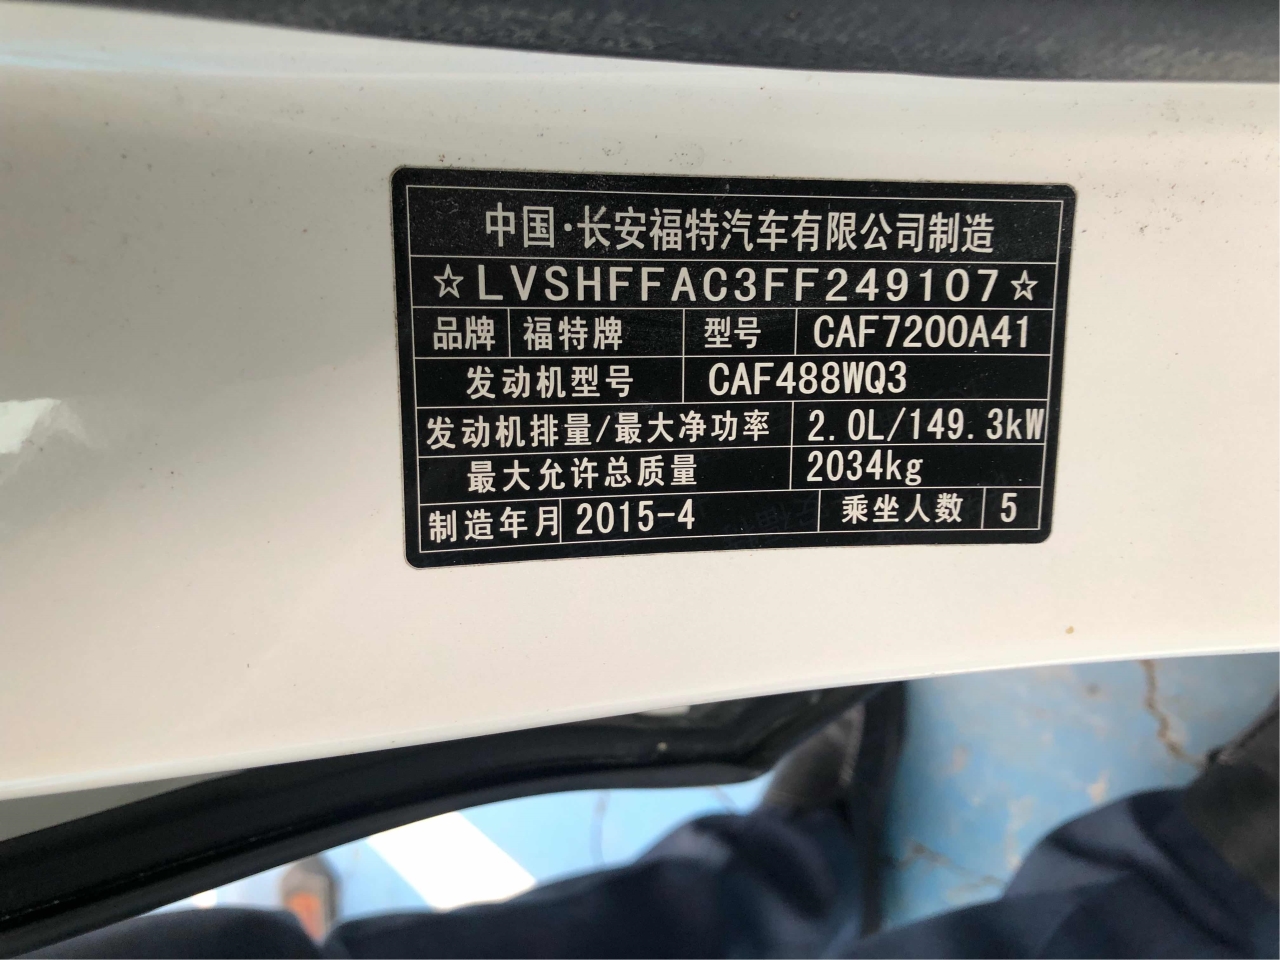 中国·长安福特汽车有限公司制造
☆LVSHFFAC3FF249107☆
品牌 福特牌 型号 CAF7200A41
发动机型号 CAF488WQ3
发动机排量/最大净功率 2.0L/149.3kW
最大允许总质量 2034kg
制造年月 2015-4 乘坐人数 5